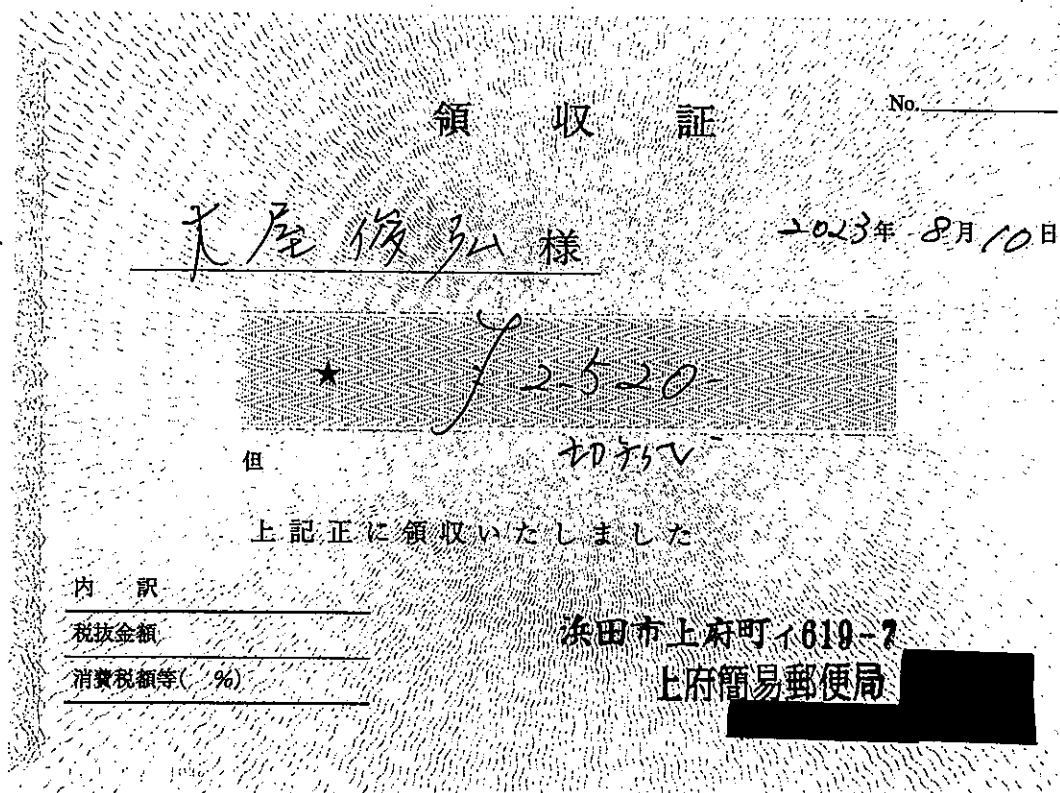 領収証
No.
大屋俊弘 様
2023年 8月10日
★ ¥2,520-
但 切手代
上記正に領収いたしました
内訳
税抜金額
消費税額等( %)
浜田市上府町イ619-7
上府簡易郵便局